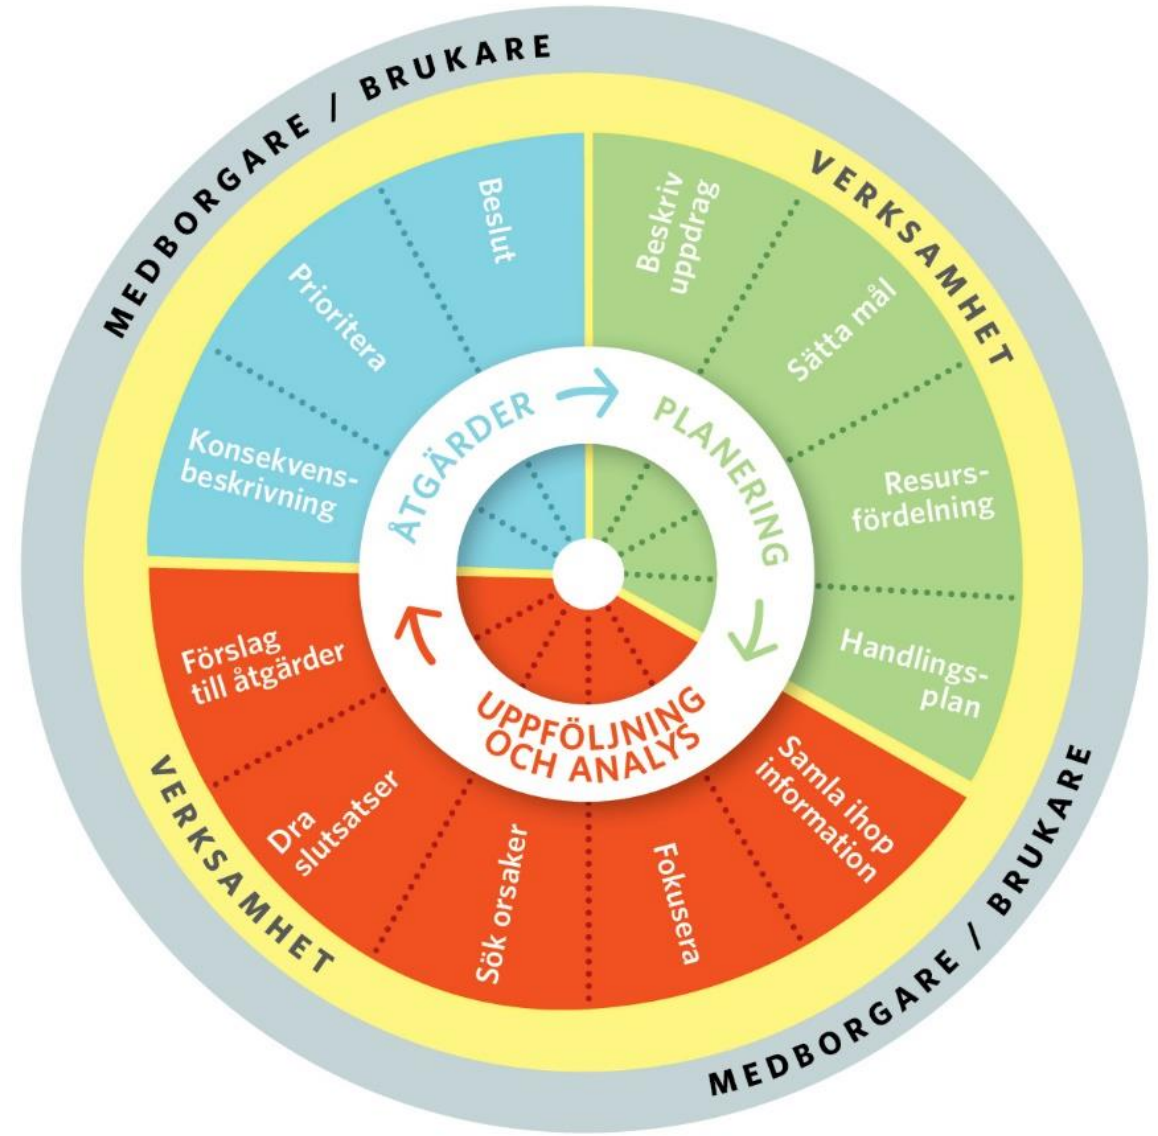 MEDBORGARE / BRUKARE
VERKSAMHET
Beskriv
uppdrag
Sätta mål
Resurs-
fördelning
Handlings-
plan
Samla ihop
information
Fokusera
Sök orsaker
Dra
slutsatser
Förslag
till åtgärder
Konsekvens-
beskrivning
Prioritera
Beslut
ÅTGÄRDER
PLANERING
UPPFÖLJNING
OCH ANALYS
VERKSAMHET
MEDBORGARE / BRUKARE